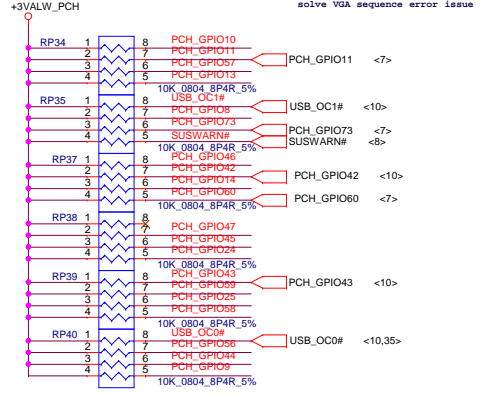 +3VALW_PCH
solve VGA sequence error issue
RP34 1 8 PCH_GPIO10
2 7 PCH_GPIO11 PCH_GPIO11 <7>
3 6 PCH_GPIO57
4 5 PCH_GPIO13
10K_0804_8P4R_5%
RP35 1 8 USB_OC1# USB_OC1# <10>
2 7 PCH_GPIO8
3 6 PCH_GPIO73 PCH_GPIO73 <7>
4 5 SUSWARN# SUSWARN# <8>
10K_0804_8P4R_5%
RP37 1 8 PCH_GPIO46
2 7 PCH_GPIO42 PCH_GPIO42 <10>
3 6 PCH_GPIO14
4 5 PCH_GPIO60 PCH_GPIO60 <7>
10K_0804_8P4R_5%
RP38 1 8
2 7 PCH_GPIO47
3 6 PCH_GPIO45
4 5 PCH_GPIO24
10K_0804_8P4R_5%
RP39 1 8 PCH_GPIO43 PCH_GPIO43 <10>
2 7 PCH_GPIO59
3 6 PCH_GPIO25
4 5 PCH_GPIO58
10K_0804_8P4R_5%
RP40 1 8 USB_OC0# USB_OC0# <10,35>
2 7 PCH_GPIO56
3 6 PCH_GPIO44
4 5 PCH_GPIO9
10K_0804_8P4R_5%